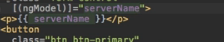 [(ngModel)]="serverName">
<p>{{ serverName }}</p>
<button
class="btn btn-primary"